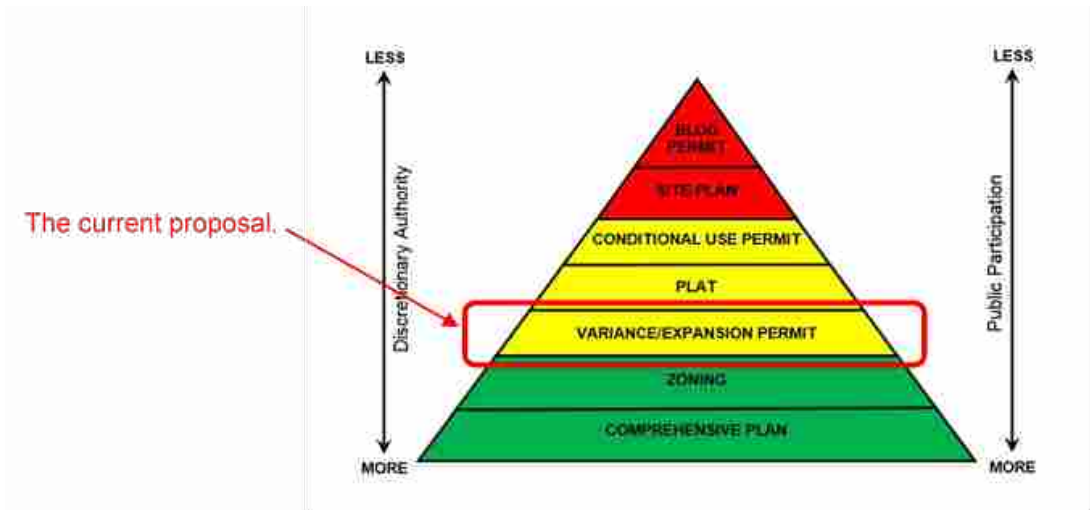 LESS
LESS
BLDG
PERMIT
SITE PLAN
Discretionary Authority
Public Participation
The current proposal.
CONDITIONAL USE PERMIT
PLAT
VARIANCE/EXPANSION PERMIT
ZONING
COMPREHENSIVE PLAN
MORE
MORE